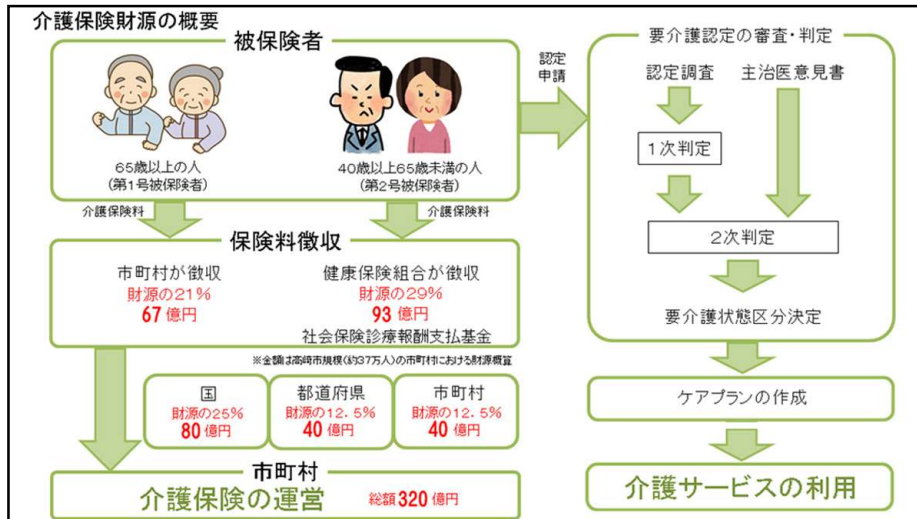 介護保険財源の概要
被保険者
65歳以上の人
(第1号被保険者)
40歳以上65歳未満の人
(第2号被保険者)
介護保険料
介護保険料
保険料徴収
市町村が徴収
財源の21%
67億円
健康保険組合が徴収
財源の29%
93億円
社会保険診療報酬支払基金
※金額は高崎市規模(約37万人)の市町村における財源概算
国
財源の25%
80億円
都道府県
財源の12.5%
40億円
市町村
財源の12.5%
40億円
市町村
介護保険の運営 総額320億円
認定
申請
要介護認定の審査・判定
認定調査 主治医意見書
1次判定
2次判定
要介護状態区分決定
ケアプランの作成
介護サービスの利用